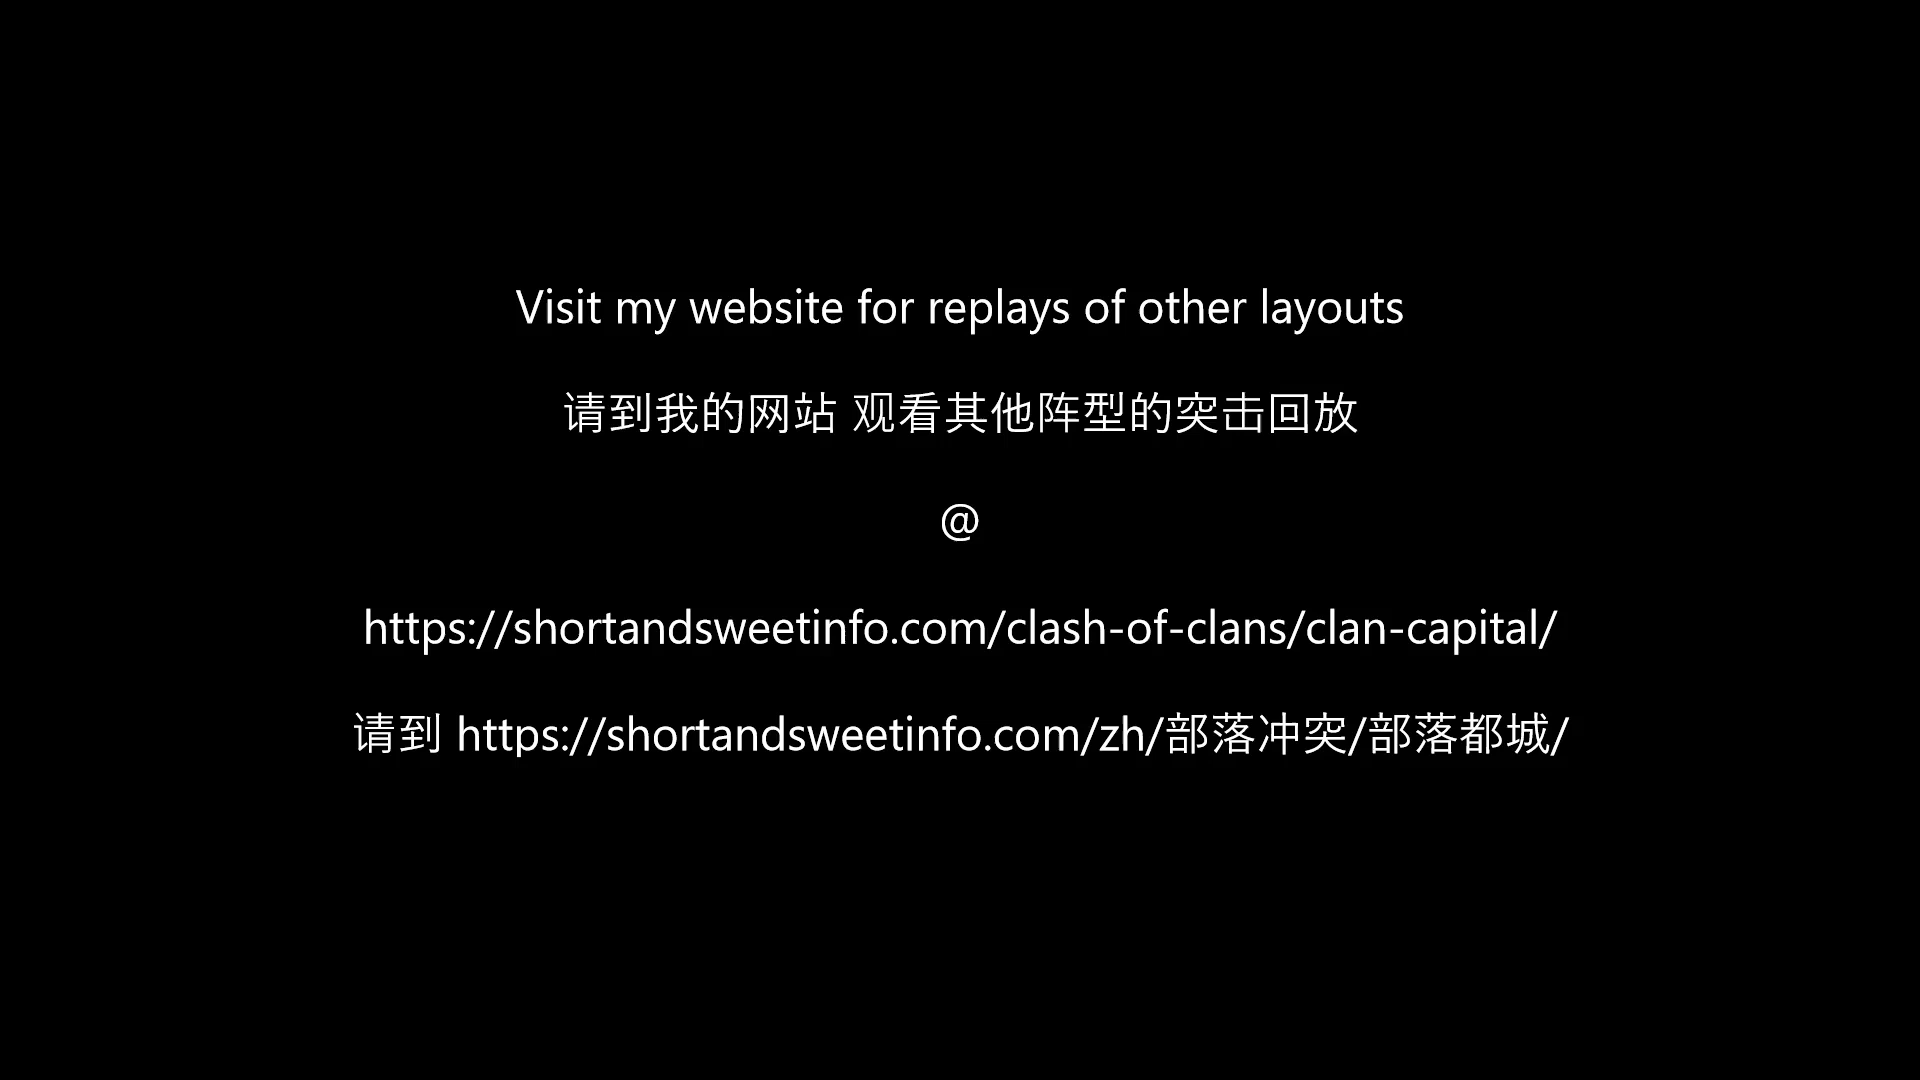 Visit my website for replays of other layouts
请到我的网站 观看其他阵型的突击回放
@
https://shortandsweetinfo.com/clash-of-clans/clan-capital/
请到 https://shortandsweetinfo.com/zh/部落冲突/部落都城/